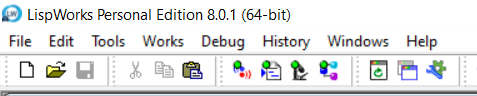 LispWorks Personal Edition 8.0.1 (64-bit)
File Edit Tools Works Debug History Windows Help